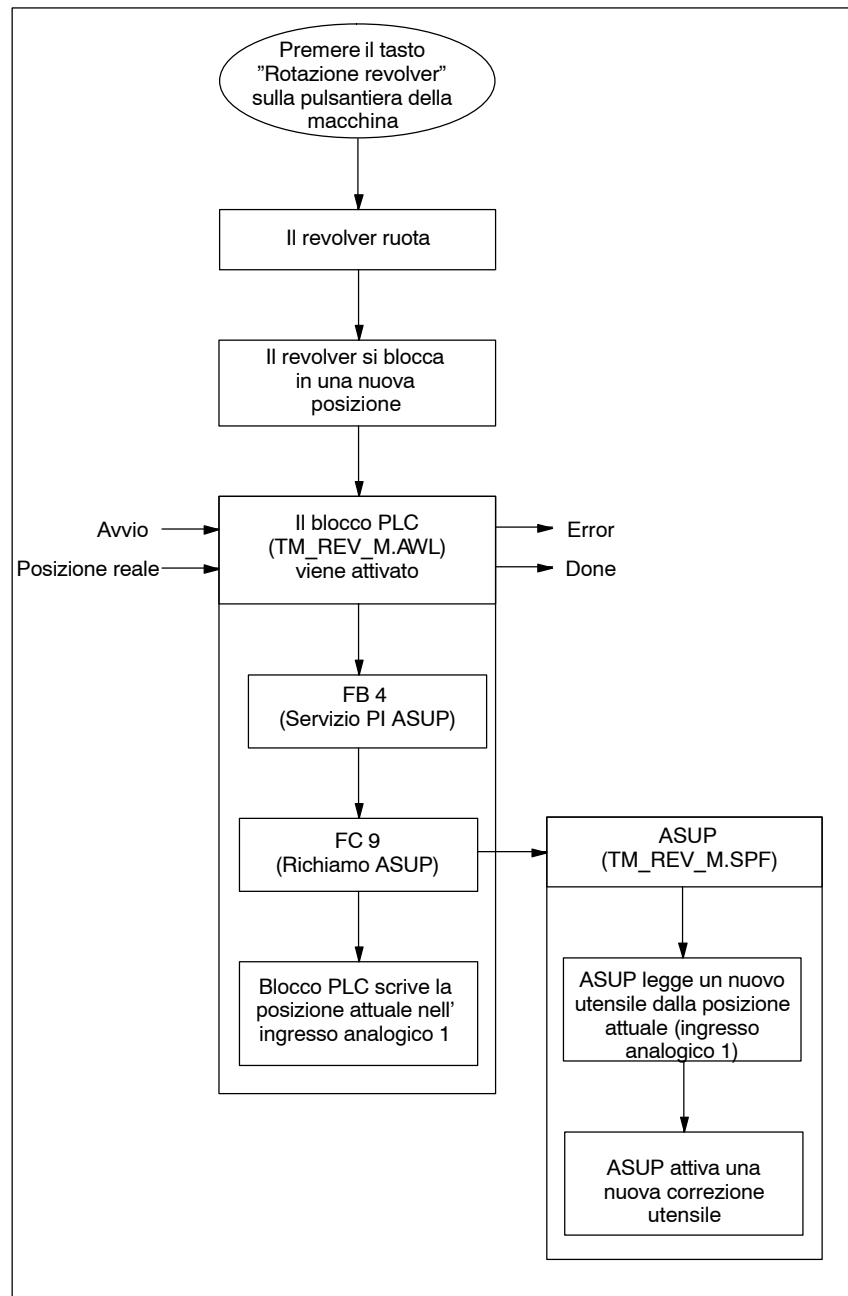 Premere il tasto
”Rotazione revolver”
sulla pulsantiera della
macchina
Il revolver ruota
Il revolver si blocca
in una nuova
posizione
Avvio
Posizione reale
Il blocco PLC
(TM_REV_M.AWL)
viene attivato
Error
Done
FB 4
(Servizio PI ASUP)
FC 9
(Richiamo ASUP)
Blocco PLC scrive la
posizione attuale nell’
ingresso analogico 1
ASUP
(TM_REV_M.SPF)
ASUP legge un nuovo
utensile dalla posizione
attuale (ingresso
analogico 1)
ASUP attiva una
nuova correzione
utensile